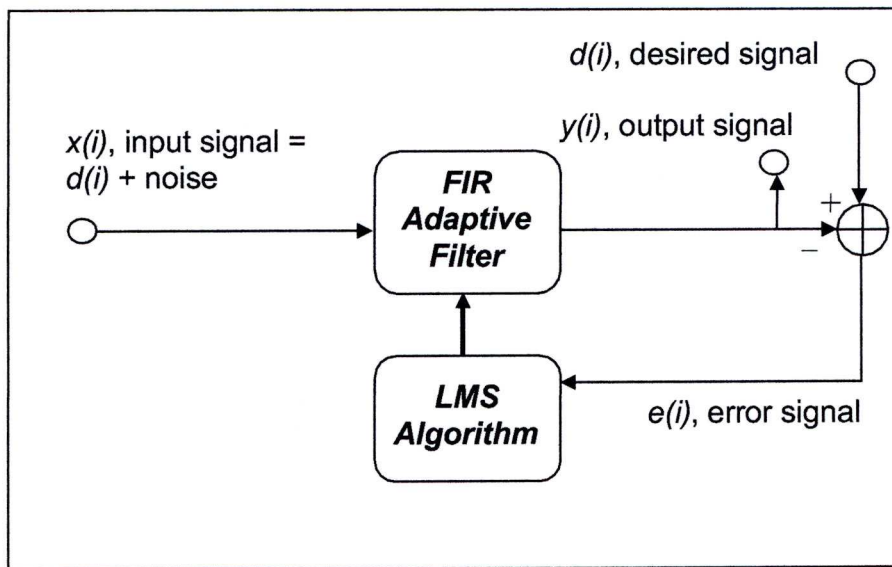 d(i), desired signal
y(i), output signal
x(i), input signal =
d(i) + noise
FIR
Adaptive
Filter
+
−
LMS
Algorithm
e(i), error signal